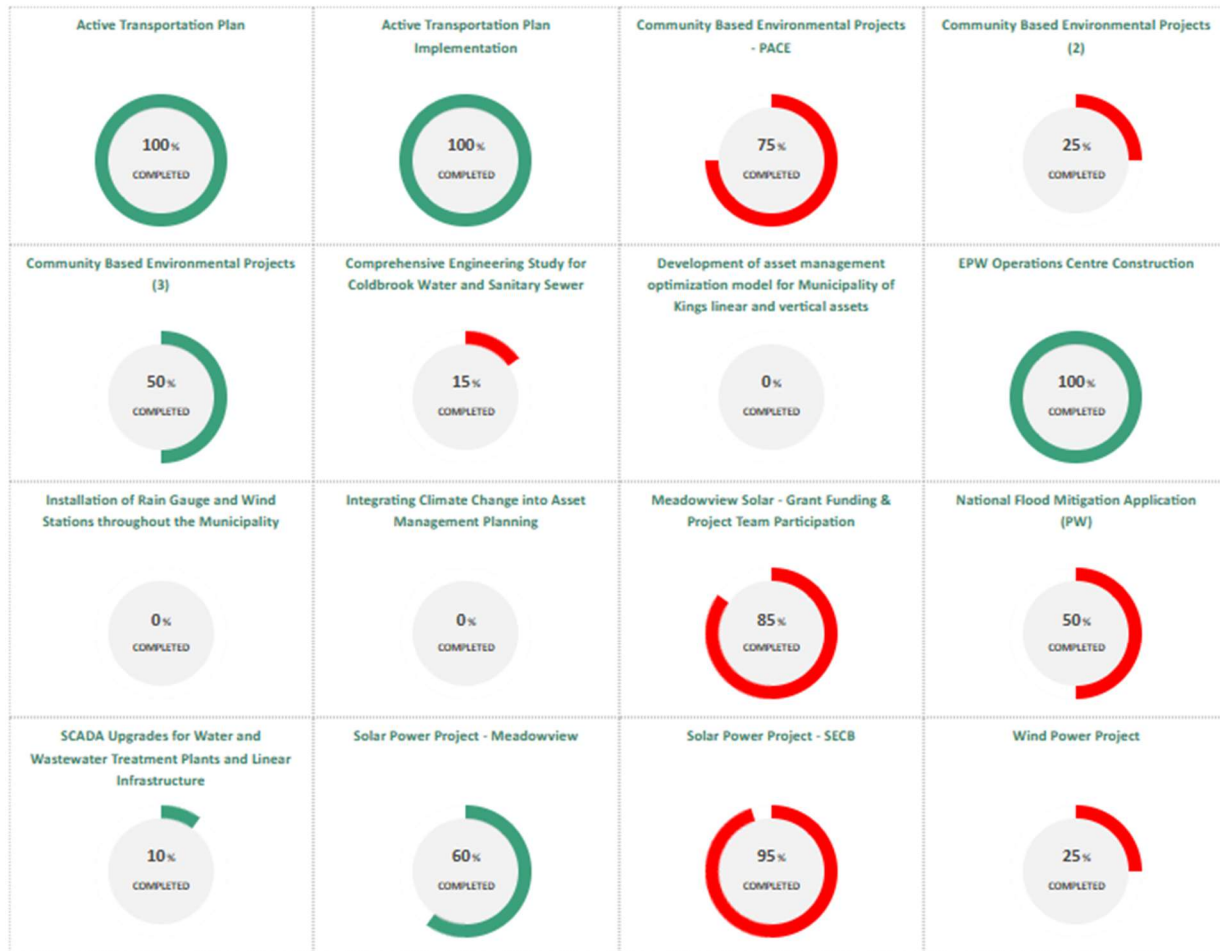 Active Transportation Plan
100%
COMPLETED
Active Transportation Plan
Implementation
100%
COMPLETED
Community Based Environmental Projects
- PACE
75%
COMPLETED
Community Based Environmental Projects
(2)
25%
COMPLETED
Community Based Environmental Projects
(3)
50%
COMPLETED
Comprehensive Engineering Study for
Coldbrook Water and Sanitary Sewer
15%
COMPLETED
Development of asset management
optimization model for Municipality of
Kings linear and vertical assets
0%
COMPLETED
EPW Operations Centre Construction
100%
COMPLETED
Installation of Rain Gauge and Wind
Stations throughout the Municipality
0%
COMPLETED
Integrating Climate Change into Asset
Management Planning
0%
COMPLETED
Meadowview Solar - Grant Funding &
Project Team Participation
85%
COMPLETED
National Flood Mitigation Application
(PW)
50%
COMPLETED
SCADA Upgrades for Water and
Wastewater Treatment Plants and Linear
Infrastructure
10%
COMPLETED
Solar Power Project - Meadowview
60%
COMPLETED
Solar Power Project - SECB
95%
COMPLETED
Wind Power Project
25%
COMPLETED